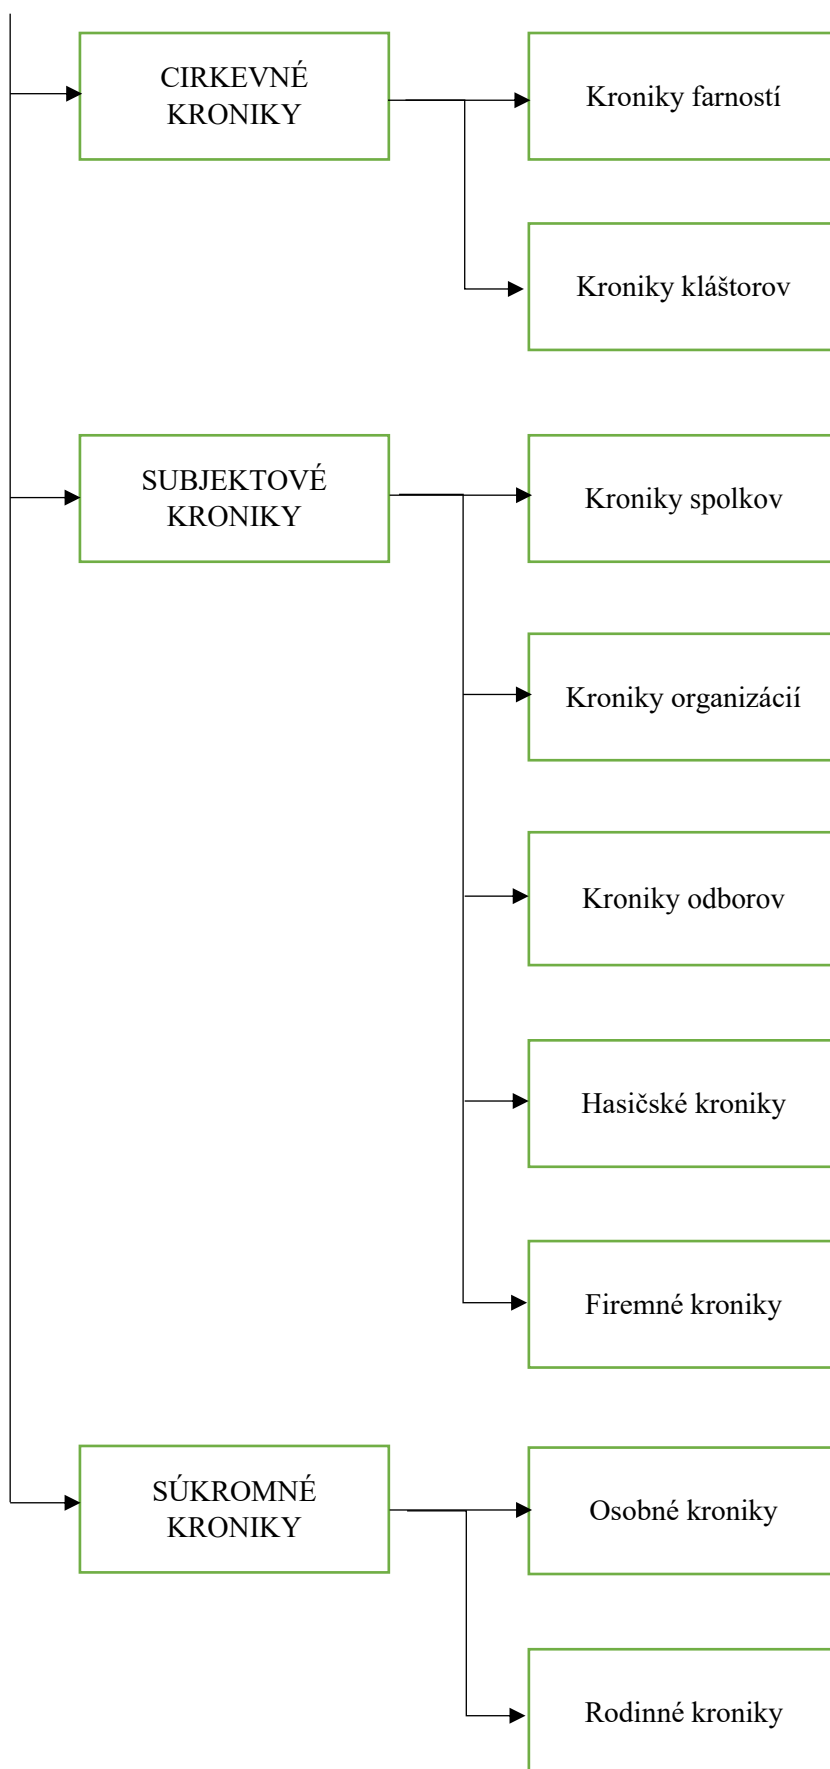 CIRKEVNÉ
KRONIKY
Kroniky farností
Kroniky kláštorov
SUBJEKTOVÉ
KRONIKY
Kroniky spolkov
Kroniky organizácií
Kroniky odborov
Hasičské kroniky
Firemné kroniky
SÚKROMNÉ
KRONIKY
Osobné kroniky
Rodinné kroniky